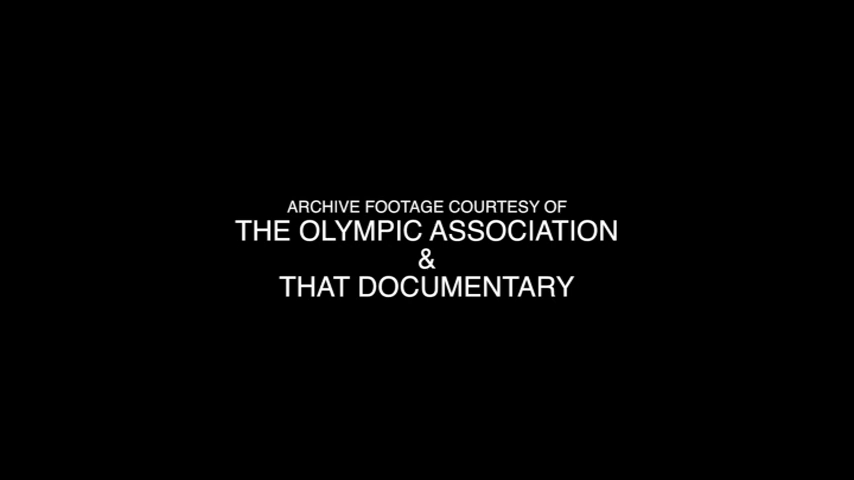 ARCHIVE FOOTAGE COURTESY OF
THE OLYMPIC ASSOCIATION
&
THAT DOCUMENTARY